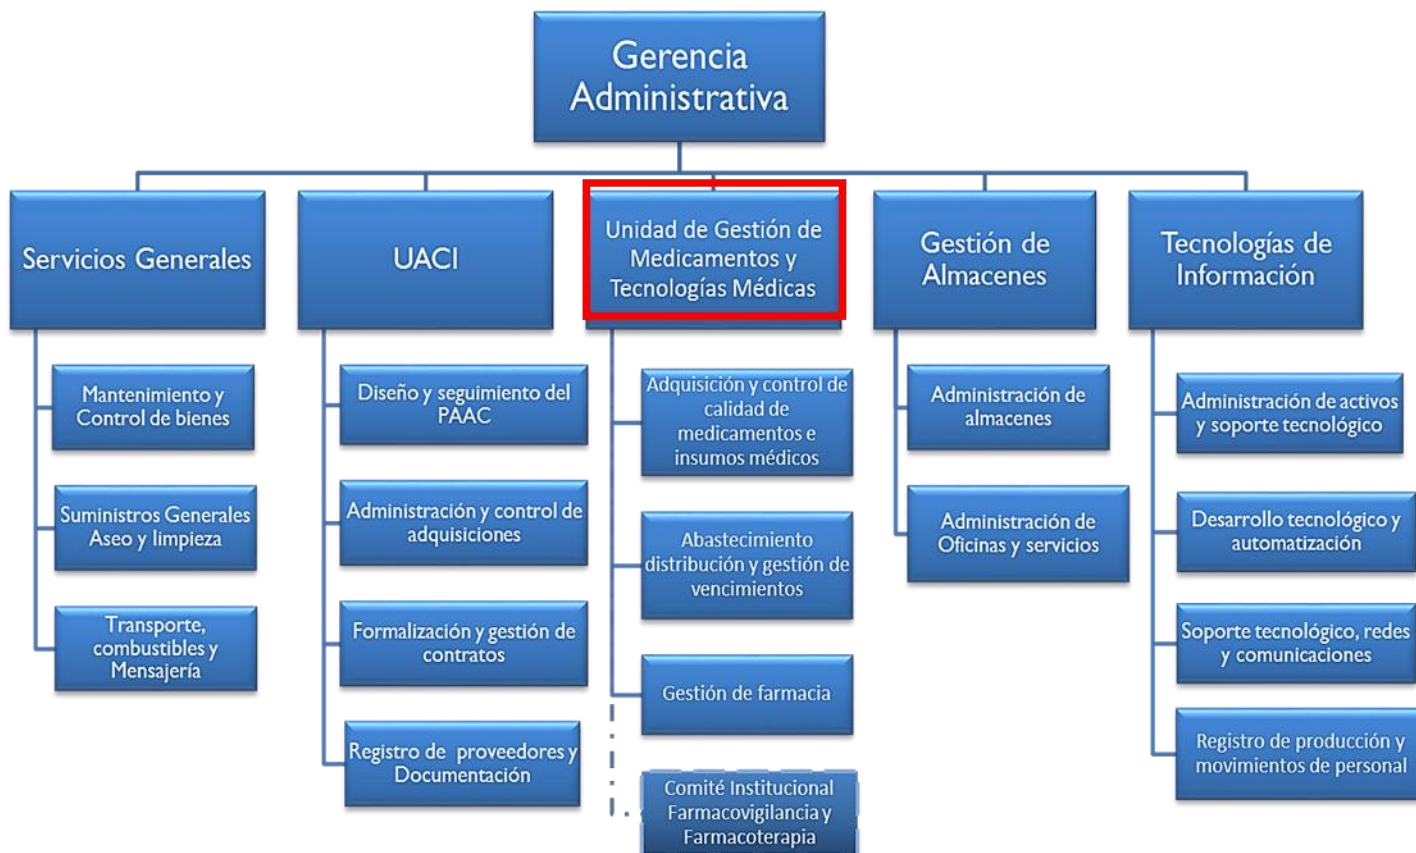 Gerencia
Administrativa
Servicios Generales
UACI
Unidad de Gestión de
Medicamentos y
Tecnologías Médicas
Gestión de
Almacenes
Tecnologías de
Información
Mantenimiento y
Control de bienes
Suministros Generales
Aseo y limpieza
Transporte,
combustibles y
Mensajería
Diseño y seguimiento del
PAAC
Administración y control de
adquisiciones
Formalización y gestión de
contratos
Registro de proveedores y
Documentación
Adquisición y control de
calidad de
medicamentos e
insumos médicos
Abastecimiento
distribución y gestión de
vencimientos
Gestión de farmacia
Comité Institucional
Farmacovigilancia y
Farmacoterapia
Administración de
almacenes
Administración de
Oficinas y servicios
Administración de activos
y soporte tecnológico
Desarrollo tecnológico y
automatización
Soporte tecnológico, redes
y comunicaciones
Registro de producción y
movimientos de personal